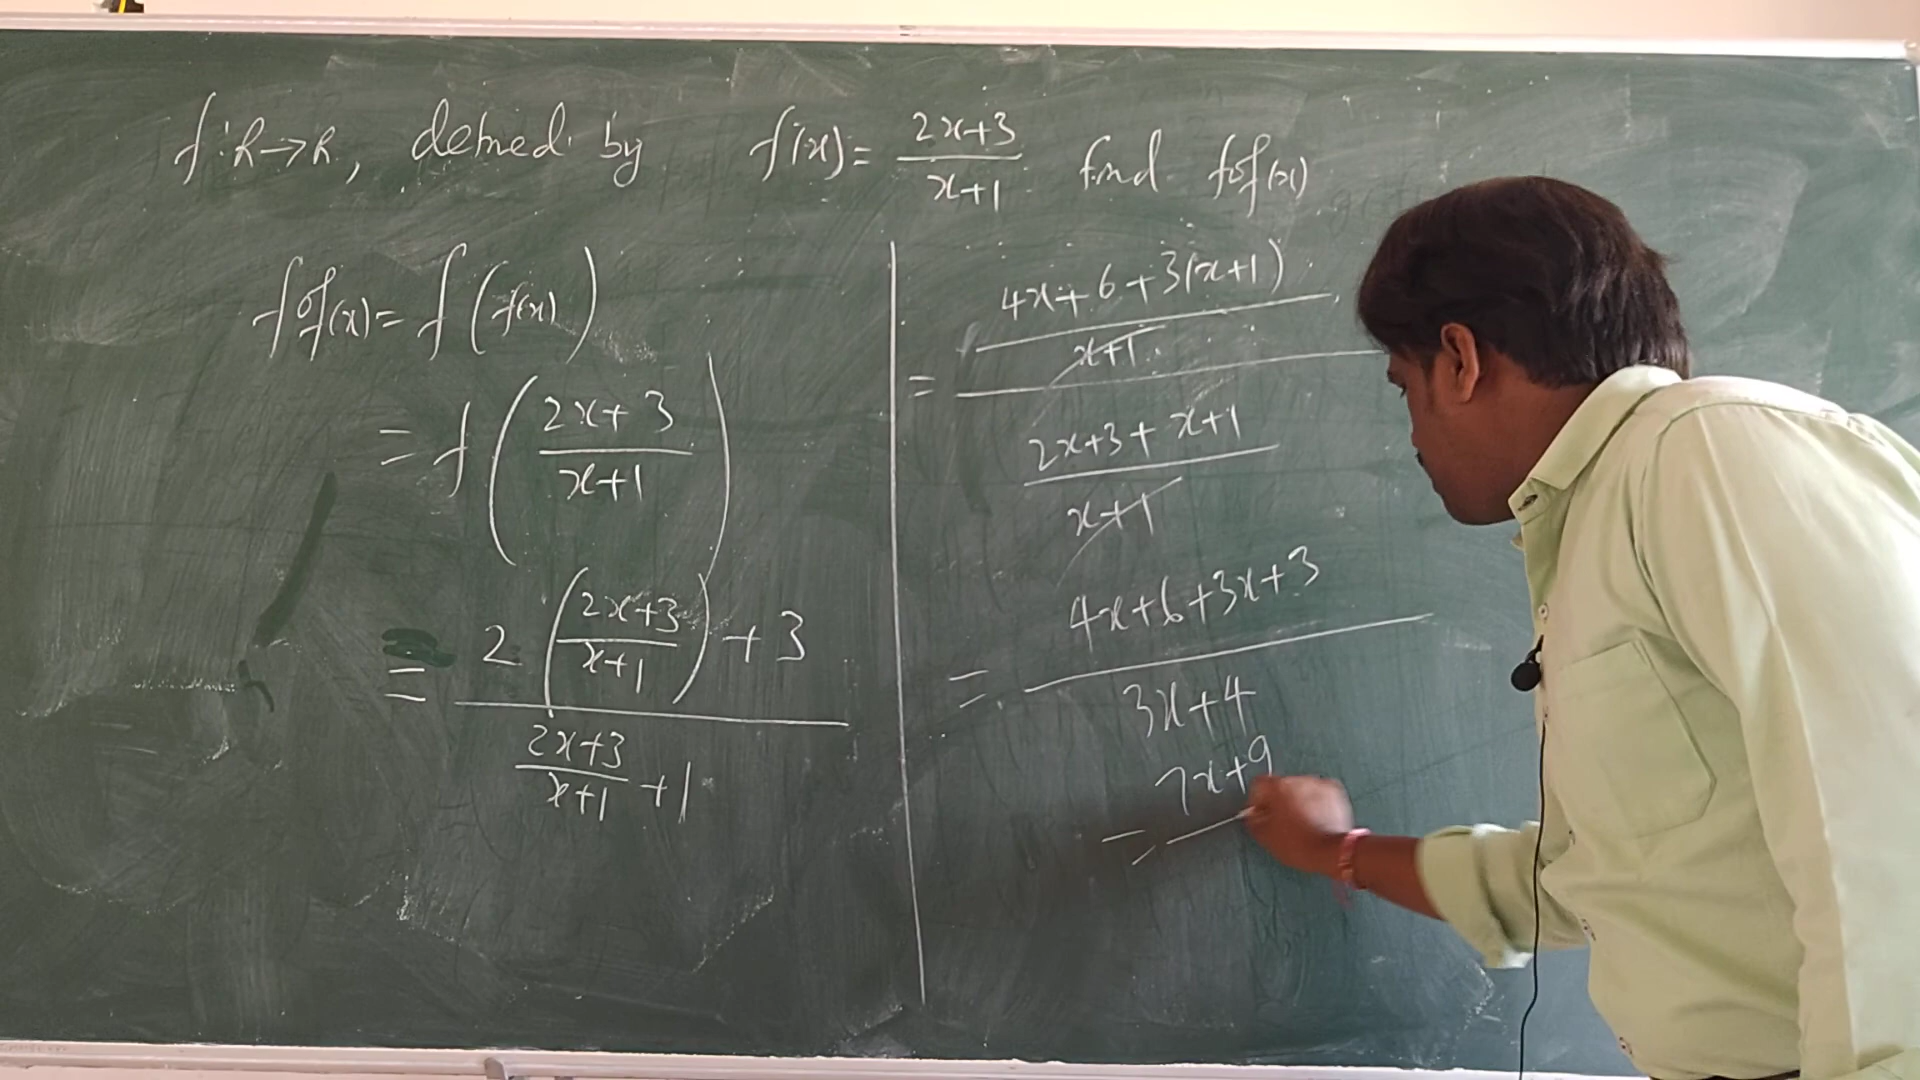 f:R→R, defined by f(x)= (2x+3)/(x+1) find fof(x)
fof(x)= f(f(x))
= f((2x+3)/(x+1))
= (2((2x+3)/(x+1))+3)/((2x+3)/(x+1)+1)
= ((4x+6+3(x+1))/(x+1))/((2x+3+x+1)/(x+1))
= (4x+6+3x+3)/(3x+4)
= 7x+9